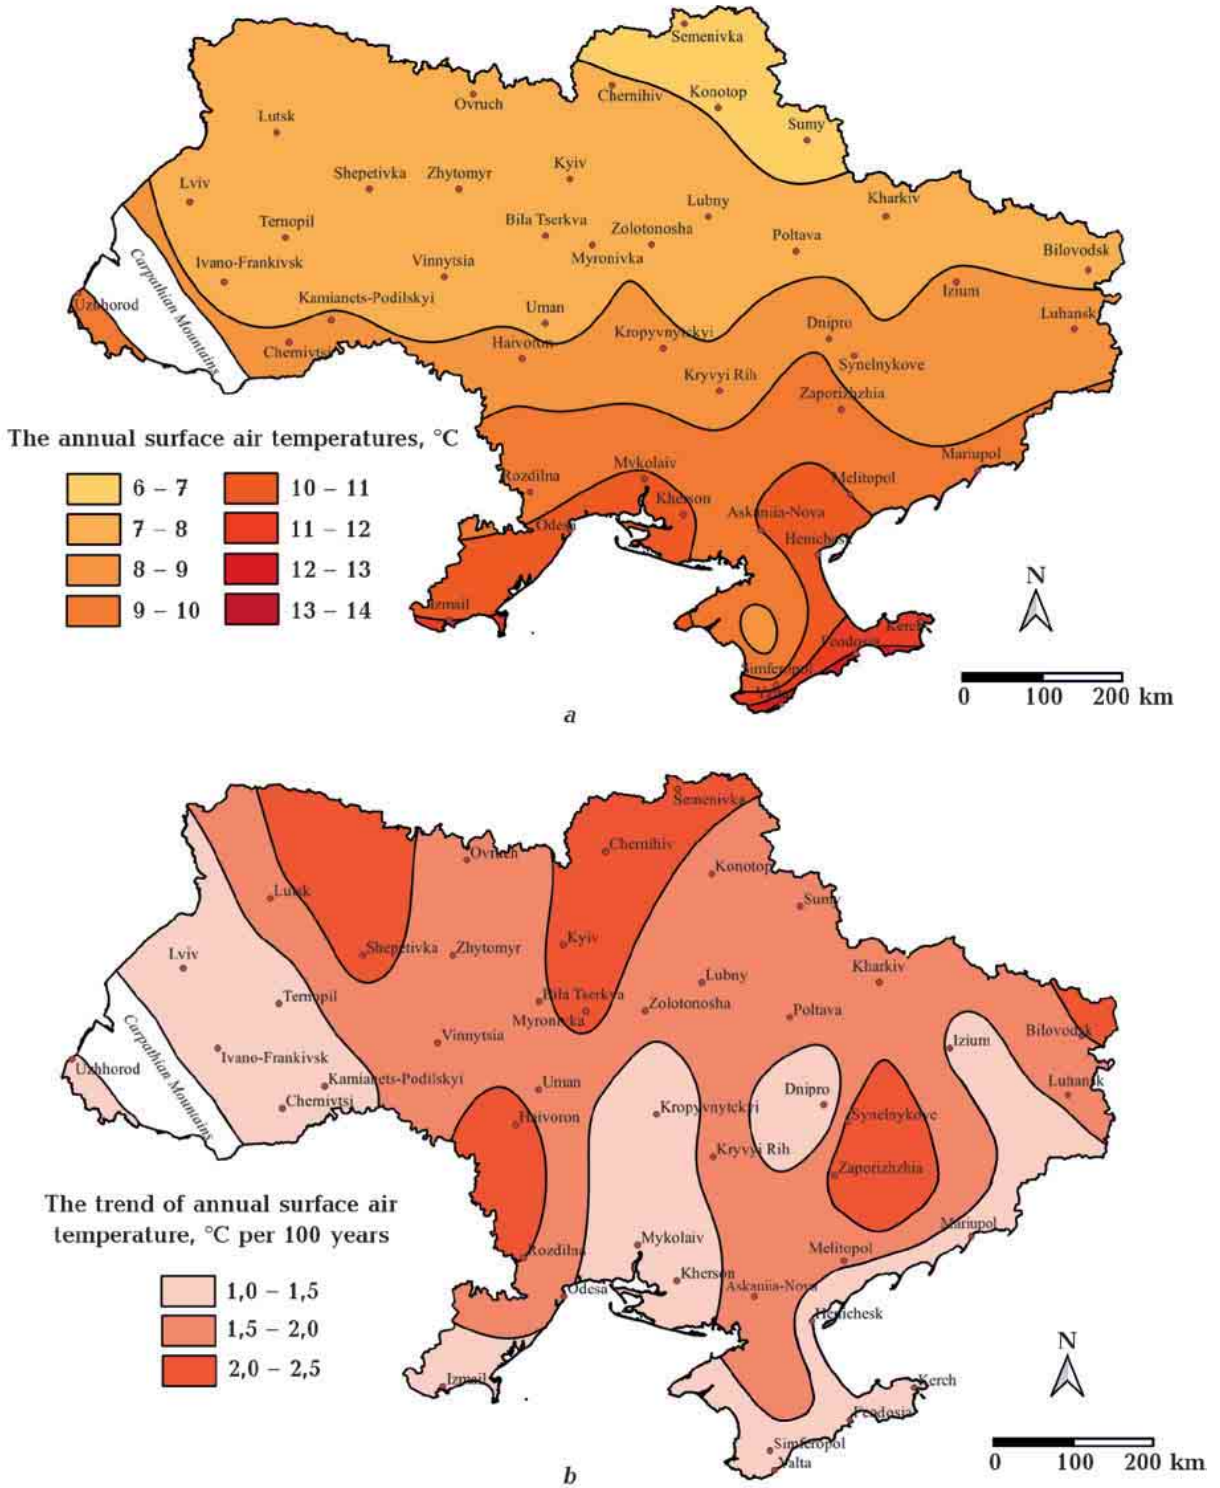 Semenivka
Konotop
Chernihiv
Ovruch
Lutsk
Sumy
Kyiv
Shepetivka
Zhytomyr
Lviv
Kharkiv
Lubny
Ternopil
Bila Tserkva
Zolotonosha
Poltava
Myronivka
Bilovodsk
Ivano-Frankivsk
Vinnytsia
Carpathian Mountains
Izium
Uzhhorod
Kamianets-Podilskyi
Uman
Luhansk
Dnipro
Kropyvnytckyi
Haivoron
Chernivtsi
Synelnykove
Kryvyi Rih
Zaporizhzhia
The annual surface air temperatures, °C
Mariupol
Mykolaiv
Rozdilna
Melitopol
6 – 7
10 – 11
Kherson
Askaniia-Nova
7 – 8
11 – 12
Odesa
Henichesk
8 – 9
12 – 13
N
9 – 10
13 – 14
Izmail
Kerch
Feodosia
Simferopol
Yalta
0 100 200 km
a
Semenivka
Chernihiv
Ovruch
Konotop
Lutsk
Sumy
Kyiv
Shepetivka
Zhytomyr
Lviv
Kharkiv
Lubny
Ternopil
Bila Tserkva
Zolotonosha
Poltava
Myronivka
Bilovodsk
Vinnytsia
Izium
Ivano-Frankivsk
Carpathian Mountains
Uzhhorod
Kamianets-Podilskyi
Uman
Dnipro
Luhansk
Chernivtsi
Kropyvnytckyi
Haivoron
Synelnykove
Kryvyi Rih
Zaporizhzhia
The trend of annual surface air
temperature, °C per 100 years
Mariupol
Mykolaiv
Rozdilna
Melitopol
Kherson
Askaniia-Nova
1,0 – 1,5
Odesa
Henichesk
1,5 – 2,0
N
2,0 – 2,5
Izmail
Kerch
Feodosia
Simferopol
Yalta
0 100 200 km
b